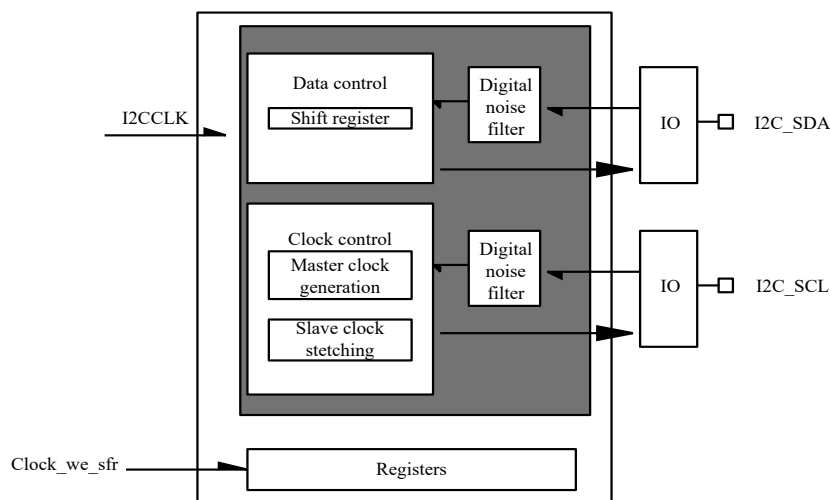 I2CCLK
Data control
Shift register
Digital
noise
filter
IO
I2C_SDA
Clock control
Master clock
generation
Slave clock
stetching
Digital
noise
filter
IO
I2C_SCL
Clock_we_sfr
Registers